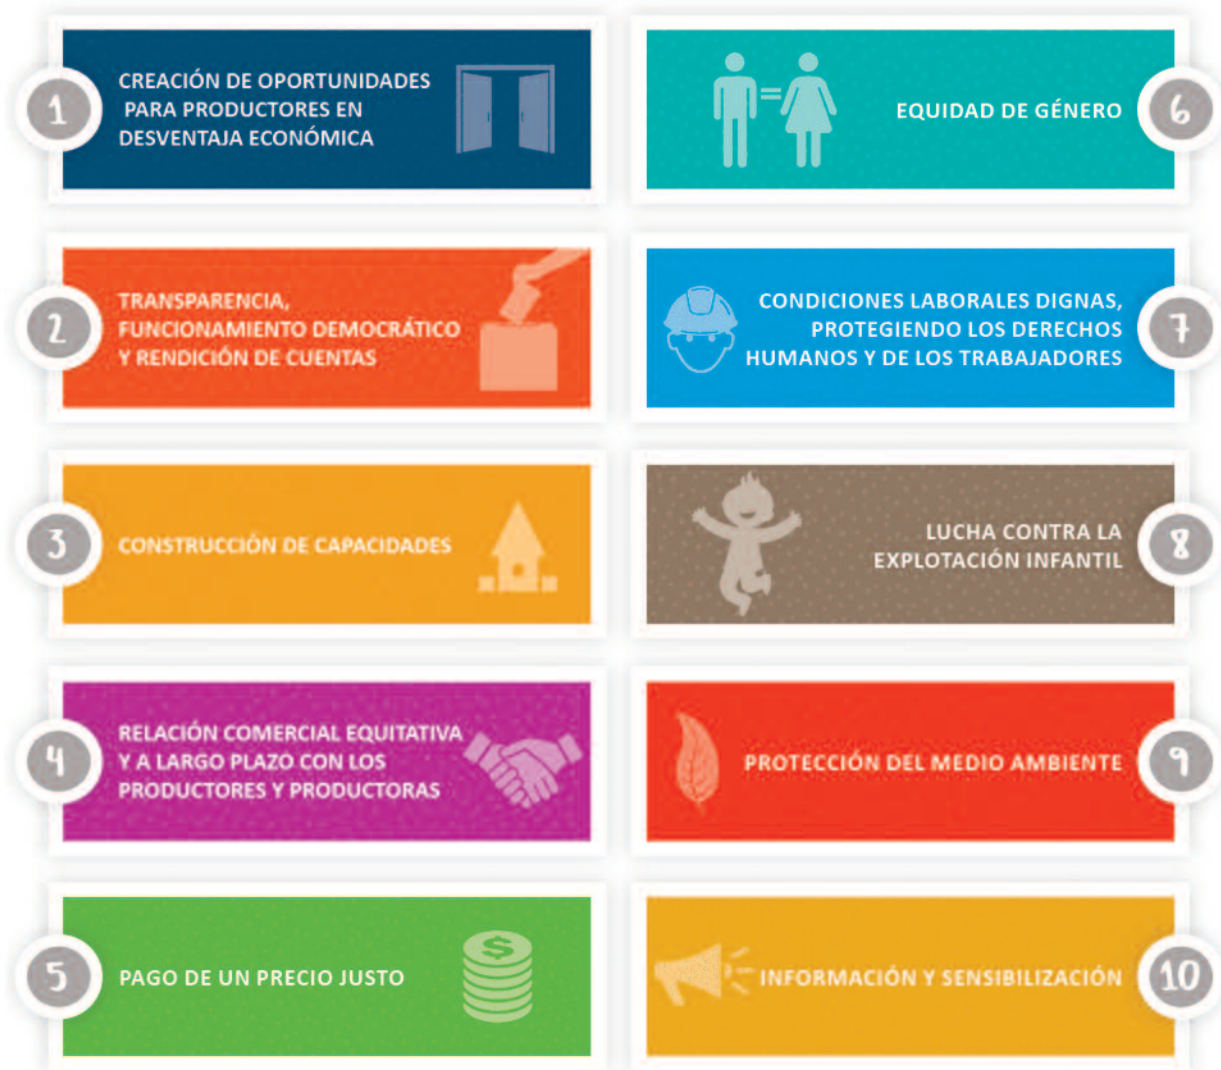 1
CREACIÓN DE OPORTUNIDADES
PARA PRODUCTORES EN
DESVENTAJA ECONÓMICA
2
TRANSPARENCIA,
FUNCIONAMIENTO DEMOCRÁTICO
Y RENDICIÓN DE CUENTAS
3
CONSTRUCCIÓN DE CAPACIDADES
4
RELACIÓN COMERCIAL EQUITATIVA
Y A LARGO PLAZO CON LOS
PRODUCTORES Y PRODUCTORAS
5
PAGO DE UN PRECIO JUSTO
$
=
EQUIDAD DE GÉNERO
6
CONDICIONES LABORALES DIGNAS,
PROTEGIENDO LOS DERECHOS
HUMANOS Y DE LOS TRABAJADORES
7
LUCHA CONTRA LA
EXPLOTACIÓN INFANTIL
8
PROTECCIÓN DEL MEDIO AMBIENTE
9
INFORMACIÓN Y SENSIBILIZACIÓN
10